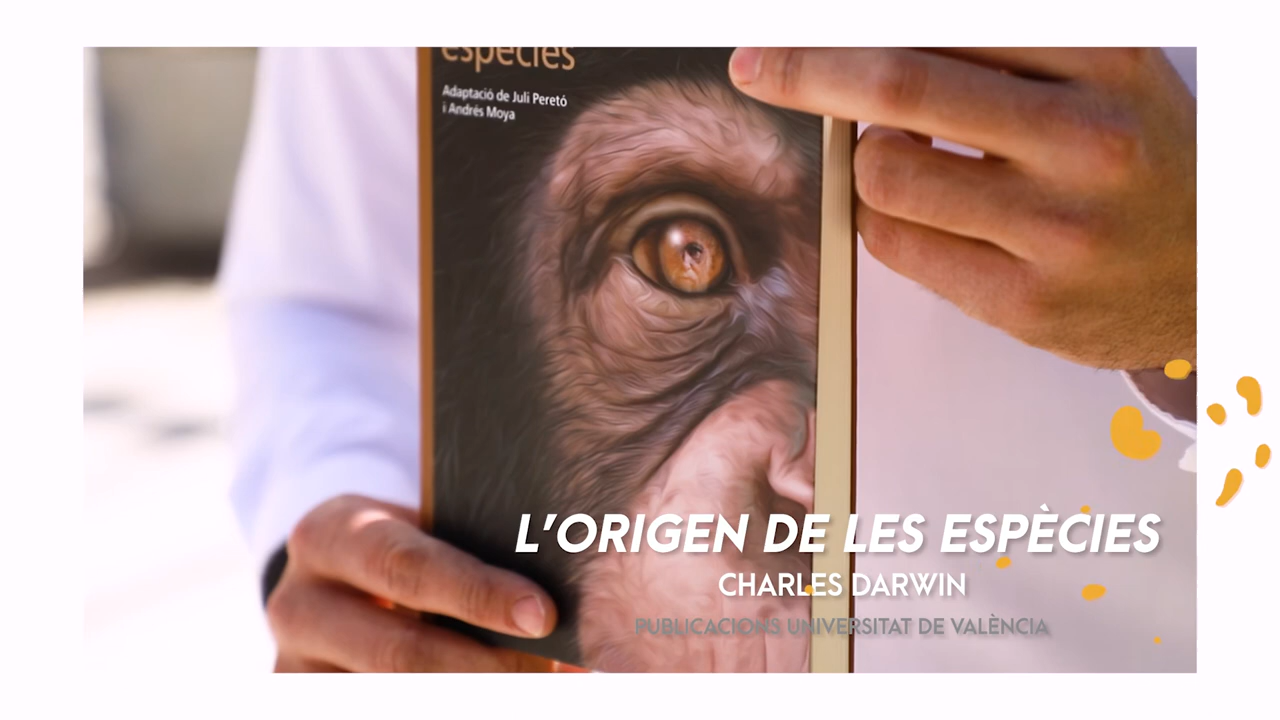 espècies
Adaptació de Juli Peretó
i Andrés Moya
L'ORIGEN DE LES ESPÈCIES
CHARLES DARWIN
PUBLICACIONS UNIVERSITAT DE VALÈNCIA